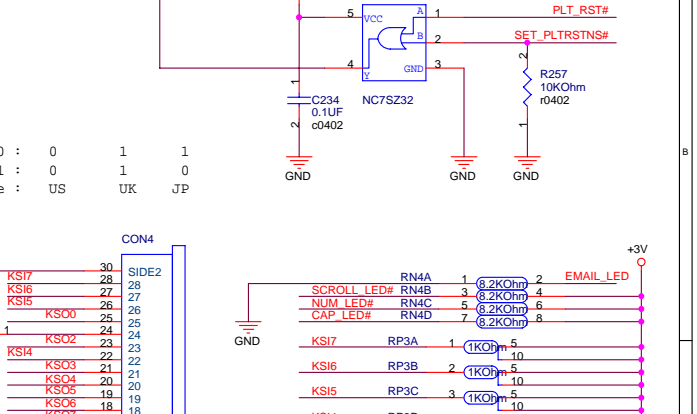 PLT_RST#
5 VCC A 1
SET_PLTRSTNS#
B 2
4 Y GND 3
2
R257
10KOhm
r0402
1
NC7SZ32
1
C234
0.1UF
c0402
2
GND GND GND
0 : 0 1 1
: 0 1 0
: US UK JP
B
CON4
30 SIDE2
KSI7 28 28
KSI6 27 27
KSI5 26 26
KSO0 25 25
1 24 24
KSO2 23 23
KSI4 22 22
KSO3 21 21
KSO4 20 20
KSO5 19 19
KSO6 18 18
+3V
GND
RN4A 1 8.2KOhm 2 EMAIL_LED
SCROLL_LED# RN4B 3 8.2KOhm 4
NUM_LED# RN4C 5 8.2KOhm 6
CAP_LED# RN4D 7 8.2KOhm 8
KSI7 RP3A 1 1KOhm 5
10
KSI6 RP3B 2 1KOhm 5
10
KSI5 RP3C 3 1KOhm 5
10